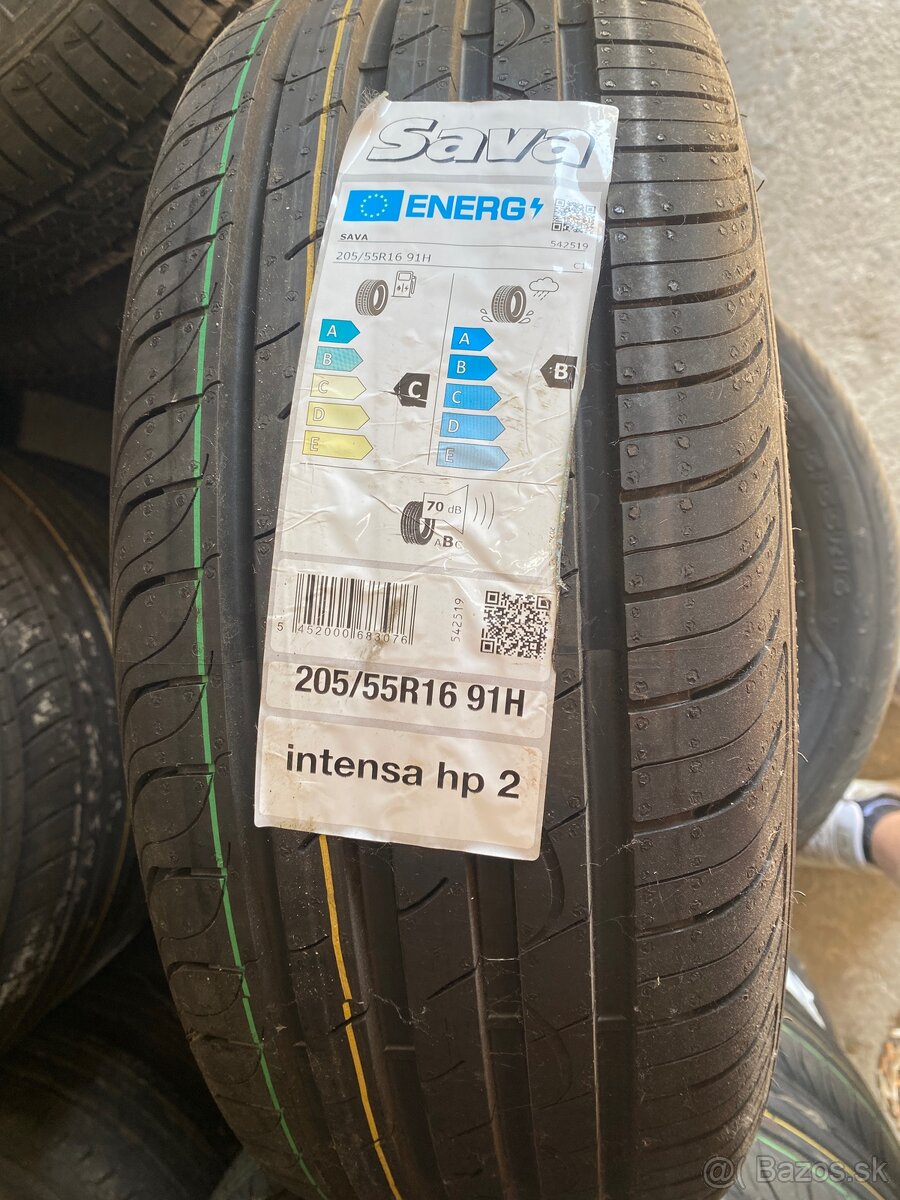 Sava
ENERG
SAVA 542519
205/55R16 91H C1
A A
B B B
C C C
D D
E E
70 dB
ABC
5 452000 683076
542519
205/55R16 91H
intensa hp 2
@( Bazos.sk